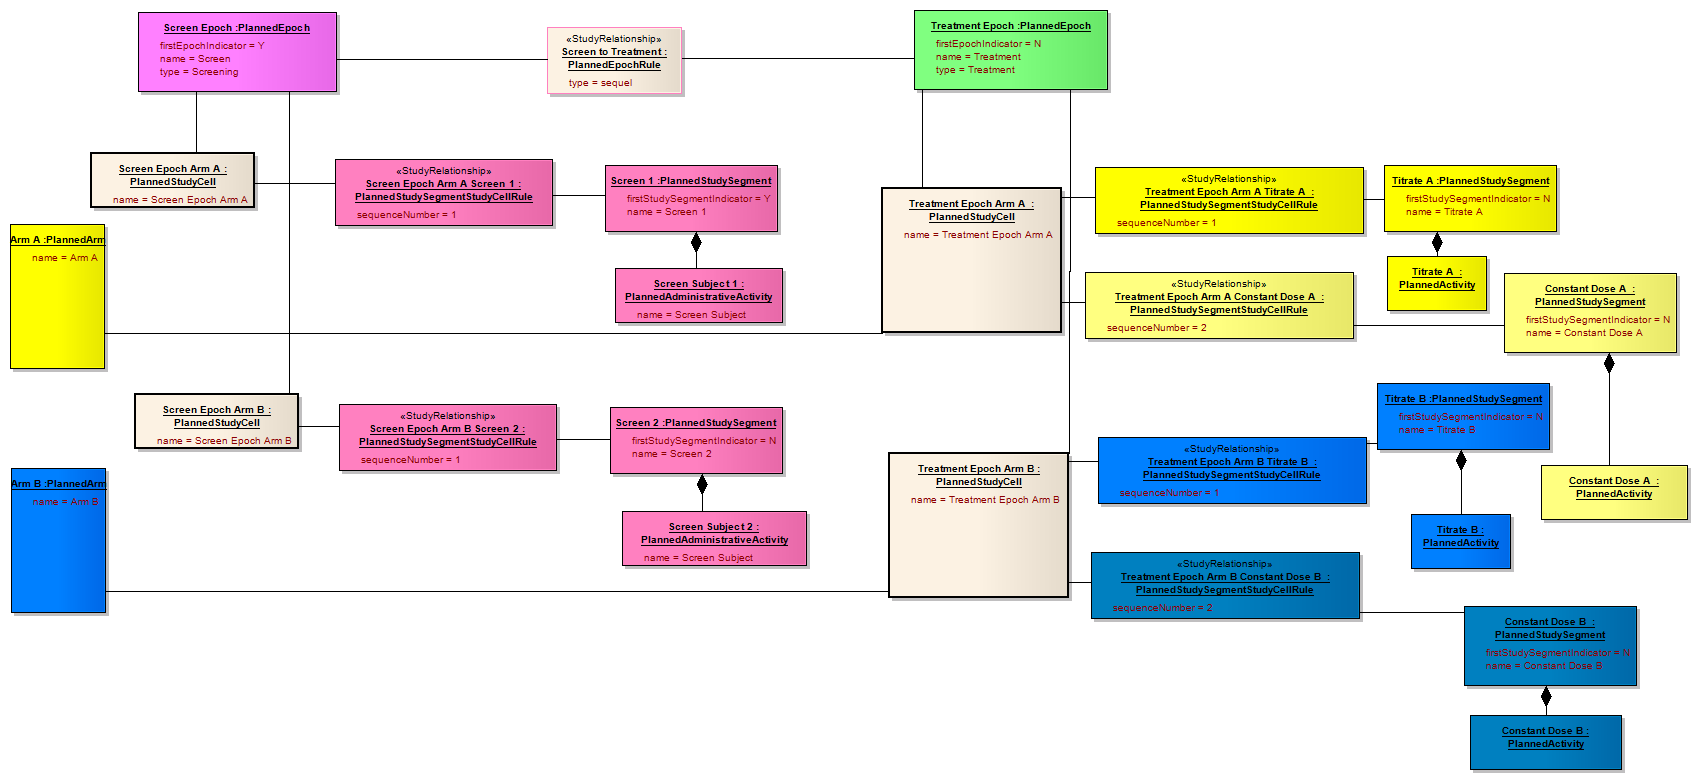 Screen Epoch :PlannedEpoch
firstEpochIndicator = Y
name = Screen
type = Screening
«StudyRelationship»
Screen to Treatment :
PlannedEpochRule
type = sequel
Treatment Epoch :PlannedEpoch
firstEpochIndicator = N
name = Treatment
type = Treatment
Screen Epoch Arm A :
PlannedStudyCell
name = Screen Epoch Arm A
«StudyRelationship»
Screen Epoch Arm A Screen 1 :
PlannedStudySegmentStudyCellRule
sequenceNumber = 1
Screen 1 :PlannedStudySegment
firstStudySegmentIndicator = Y
name = Screen 1
Screen Subject 1 :
PlannedAdministrativeActivity
name = Screen Subject
Arm A :PlannedArm
name = Arm A
Treatment Epoch Arm A :
PlannedStudyCell
name = Treatment Epoch Arm A
«StudyRelationship»
Treatment Epoch Arm A Titrate A :
PlannedStudySegmentStudyCellRule
sequenceNumber = 1
Titrate A :PlannedStudySegment
firstStudySegmentIndicator = N
name = Titrate A
Titrate A :
PlannedActivity
«StudyRelationship»
Treatment Epoch Arm A Constant Dose A :
PlannedStudySegmentStudyCellRule
sequenceNumber = 2
Constant Dose A :
PlannedStudySegment
firstStudySegmentIndicator = N
name = Constant Dose A
Constant Dose A :
PlannedActivity
Screen Epoch Arm B :
PlannedStudyCell
name = Screen Epoch Arm B
«StudyRelationship»
Screen Epoch Arm B Screen 2 :
PlannedStudySegmentStudyCellRule
sequenceNumber = 1
Screen 2 :PlannedStudySegment
firstStudySegmentIndicator = N
name = Screen 2
Screen Subject 2 :
PlannedAdministrativeActivity
name = Screen Subject
Arm B :PlannedArm
name = Arm B
Treatment Epoch Arm B :
PlannedStudyCell
name = Treatment Epoch Arm B
«StudyRelationship»
Treatment Epoch Arm B Titrate B :
PlannedStudySegmentStudyCellRule
sequenceNumber = 1
Titrate B :PlannedStudySegment
firstStudySegmentIndicator = N
name = Titrate B
Titrate B :
PlannedActivity
«StudyRelationship»
Treatment Epoch Arm B Constant Dose B :
PlannedStudySegmentStudyCellRule
sequenceNumber = 2
Constant Dose B :
PlannedStudySegment
firstStudySegmentIndicator = N
name = Constant Dose B
Constant Dose B :
PlannedActivity